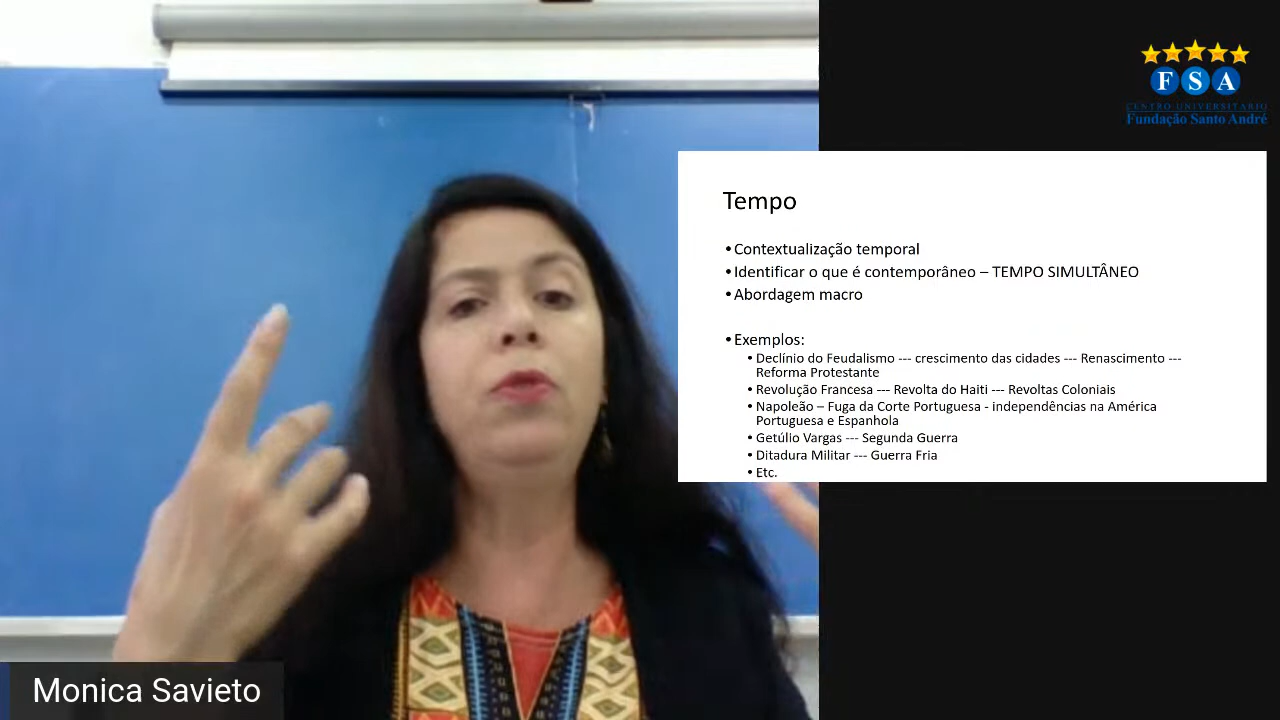 F S A
CENTRO UNIVERSITÁRIO
Fundação Santo André
Tempo
•Contextualização temporal
•Identificar o que é contemporâneo – TEMPO SIMULTÂNEO
•Abordagem macro
•Exemplos:
•Declínio do Feudalismo --- crescimento das cidades --- Renascimento ---
Reforma Protestante
•Revolução Francesa --- Revolta do Haiti --- Revoltas Coloniais
•Napoleão – Fuga da Corte Portuguesa - independências na América
Portuguesa e Espanhola
•Getúlio Vargas --- Segunda Guerra
•Ditadura Militar --- Guerra Fria
•Etc.
Monica Savieto